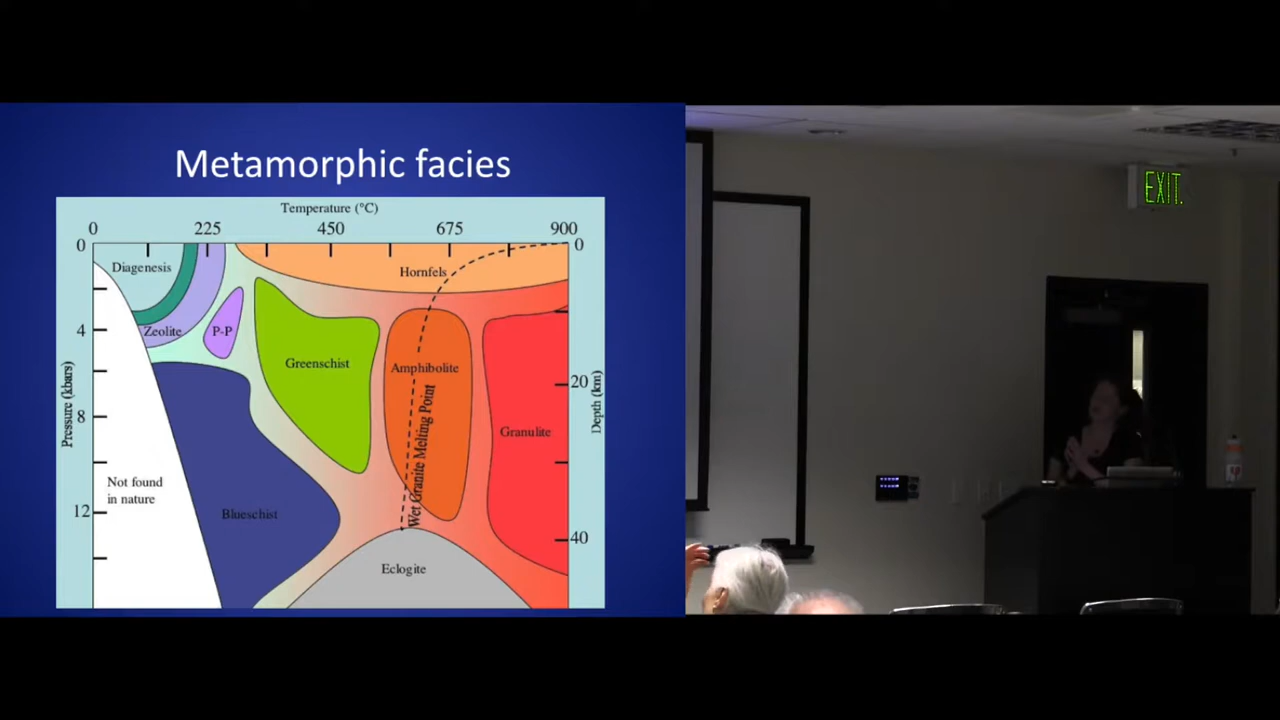 Metamorphic facies
Temperature (°C)
0 225 450 675 900
0
4
8
12
Pressure (kbars)
0
20
40
Depth (km)
Diagenesis
Zeolite
P-P
Hornfels
Greenschist
Amphibolite
Wet Granite Melting Point
Granulite
Not found
in nature
Blueschist
Eclogite
EXIT